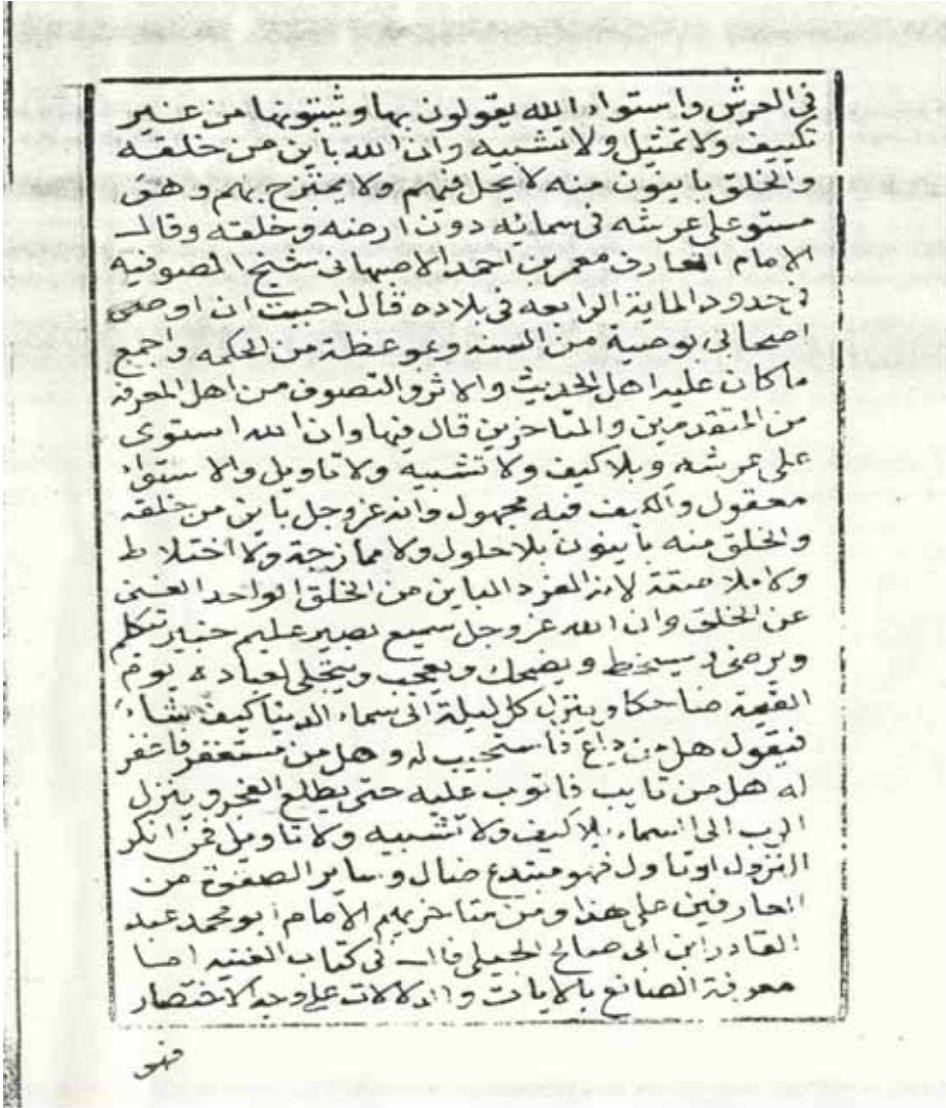 في العرش واستواء الله يقولون بها ويثبتونها من غير
تكييف ولا تمثيل ولا تشبيه وان الله باين من خلقه
والخلق باينون منه لا يحل فيهم ولا يمتزح بهم وهو
مستو على عرشه في سمائه دون ارضه وخلقه وقال
الامام العارف معمر بن احمد الاصبهاني شيخ الصوفيه
في حدود الماية الرابعه في بلاده قال احببت ان اوصي
اصحابي بوصية من السنه وموعظة من الحكمه واجمع
ما كان عليه اهل الحديث والاثر والتصوف من اهل المعرفة
من المتقدمين والمتاخرين قال فيها وان الله استوى
على عرشه وبلا كيف ولا تشبيه ولا تاويل والاستواء
معقول والكيف فيه مجهول وانه عز وجل باين من خلقه
والخلق منه باينون بلا حلول ولا ممازجة ولا اختلاط
ولا ملاصقة لانه الفرد الباين من الخلق الواحد الغني
عن الخلق وان الله عز وجل سميع بصير عليم خبير يتكلم
ويرضى ويسخط ويضحك ويعجب ويتجلى لعباده يوم
القيمة ضاحكا وينزل كل ليلة الى سماء الدنيا كيف شاء
فيقول هل من داع فاستجيب له وهل من مستغفر فاغفر
له هل من تايب فاتوب عليه حتى يطلع الفجر وينزل
الرب الى السماء بلا كيف ولا تشبيه ولا تاويل فمن انكر
النزول او تاول فهو مبتدع ضال وساير الصفوة من
العارفين على هذا ومن متاخريهم الامام ابو محمد عبد
القادر ابن ابي صالح الجيلي قال في كتاب الغنيه اما
معرفة الصانع بالايات والدلالات على وجه الاختصار
فهو